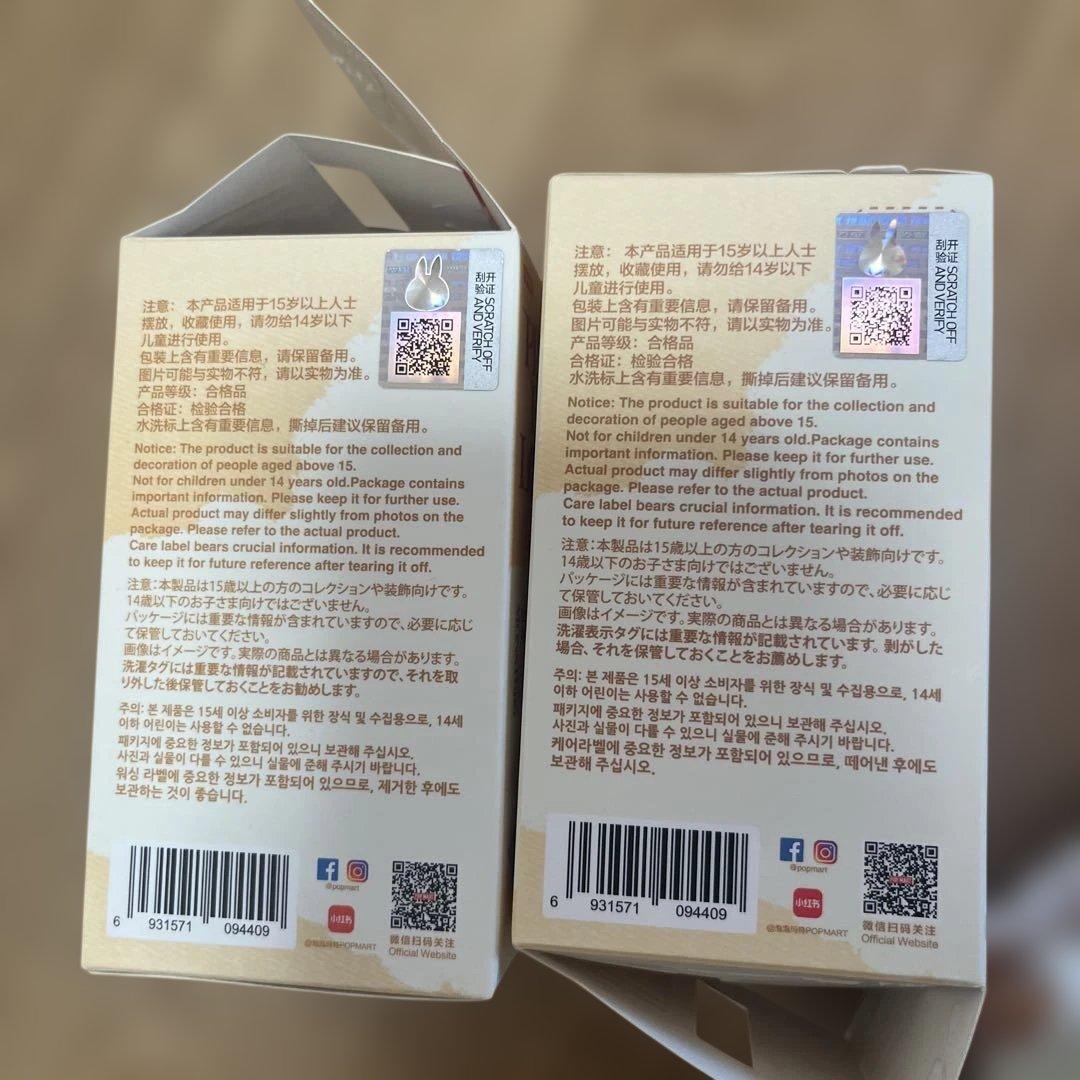 注意： 本产品适用于15岁以上人士
摆放，收藏使用，请勿给14岁以下
儿童进行使用。
包装上含有重要信息，请保留备用。
图片可能与实物不符，请以实物为准。
产品等级：合格品
合格证：检验合格
水洗标上含有重要信息，撕掉后建议保留备用。
刮开
验证
SCRATCH OFF
AND VERIFY
Notice: The product is suitable for the collection and
decoration of people aged above 15.
Not for children under 14 years old.Package contains
important information. Please keep it for further use.
Actual product may differ slightly from photos on the
package. Please refer to the actual product.
Care label bears crucial information. It is recommended
to keep it for future reference after tearing it off.
注意：本製品は15歳以上の方のコレクションや装飾向けです。
14歳以下のお子さま向けではございません。
パッケージには重要な情報が含まれていますので、必要に応じ
て保管しておいてください。
画像はイメージです。実際の商品とは異なる場合があります。
洗濯タグには重要な情報が記載されていますので、それを取
り外した後保管しておくことをお勧めします。
주의: 본 제품은 15세 이상 소비자를 위한 장식 및 수집용으로, 14세
이하 어린이는 사용할 수 없습니다.
패키지에 중요한 정보가 포함되어 있으니 보관해 주십시오.
사진과 실물이 다를 수 있으니 실물에 준해 주시기 바랍니다.
워싱 라벨에 중요한 정보가 포함되어 있으므로, 제거한 후에도
보관하는 것이 좋습니다.
6 931571 094409
@popmart
小红书
@泡泡玛特POPMART
POP MART
微信扫码关注
Official Website
注意： 本产品适用于15岁以上人士
摆放，收藏使用，请勿给14岁以下
儿童进行使用。
包装上含有重要信息，请保留备用。
图片可能与实物不符，请以实物为准。
产品等级：合格品
合格证：检验合格
水洗标上含有重要信息，撕掉后建议保留备用。
刮开
验证
SCRATCH OFF
AND VERIFY
Notice: The product is suitable for the collection and
decoration of people aged above 15.
Not for children under 14 years old.Package contains
important information. Please keep it for further use.
Actual product may differ slightly from photos on the
package. Please refer to the actual product.
Care label bears crucial information. It is recommended
to keep it for future reference after tearing it off.
注意：本製品は15歳以上の方のコレクションや装飾向けです。
14歳以下のお子さま向けではございません。
パッケージには重要な情報が含まれていますので、必要に応じ
て保管しておいてください。
画像はイメージです。実際の商品とは異なる場合があります。
洗濯表示タグには重要な情報が記載されています。剥がした
場合、それを保管しておくことをお薦めします。
주의: 본 제품은 15세 이상 소비자를 위한 장식 및 수집용으로, 14세
이하 어린이는 사용할 수 없습니다.
패키지에 중요한 정보가 포함되어 있으니 보관해 주십시오.
사진과 실물이 다를 수 있으니 실물에 준해 주시기 바랍니다.
케어라벨에 중요한 정보가 포함되어 있으므로, 떼어낸 후에도
보관해 주십시오.
6 931571 094409
@popmart
小红书
@泡泡玛特POPMART
POP MART
微信扫码关注
Official Website